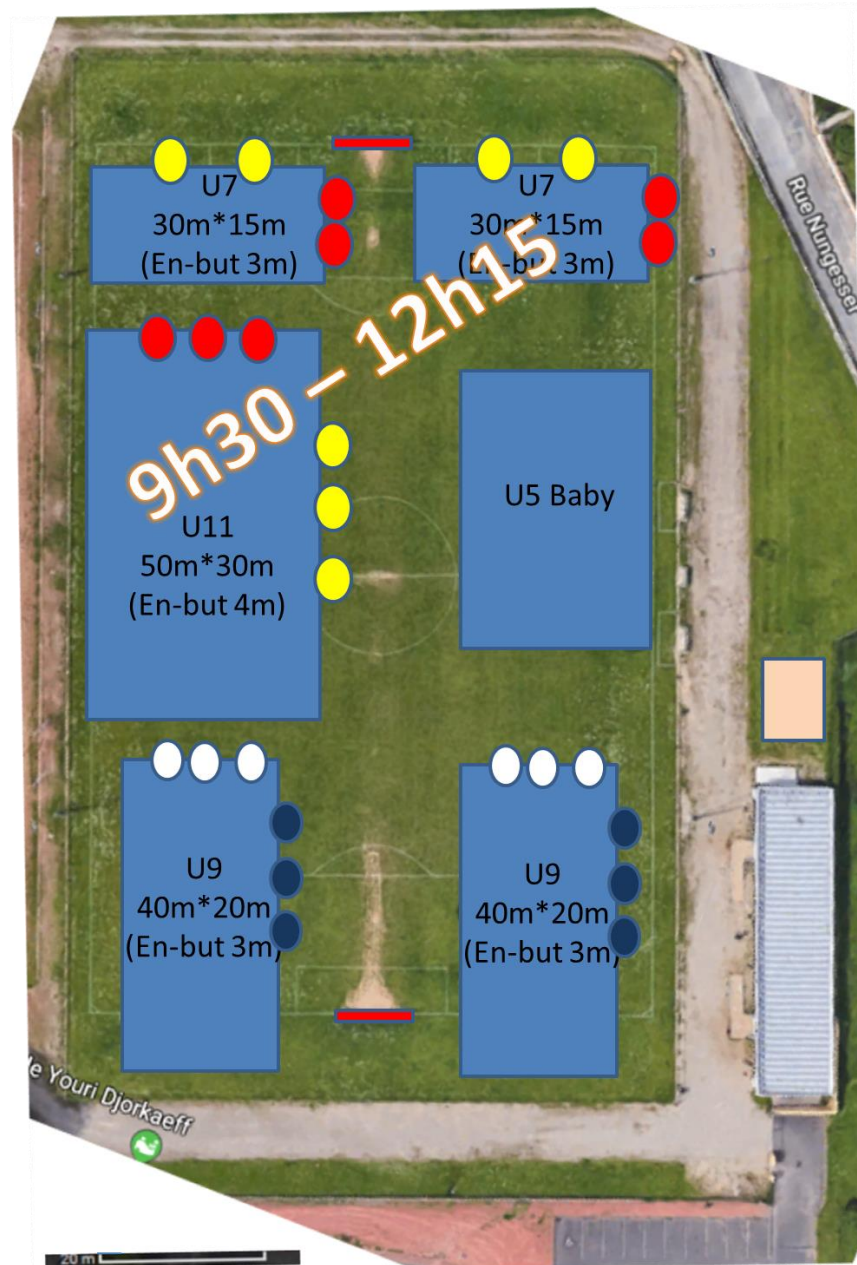 U7
30m*15m
(En-but 3m)
U7
30m*15m
(En-but 3m)
Rue Nungesser
9h30 – 12h15
U11
50m*30m
(En-but 4m)
U5 Baby
U9
40m*20m
(En-but 3m)
U9
40m*20m
(En-but 3m)
Youri Djorkaeff
20 m